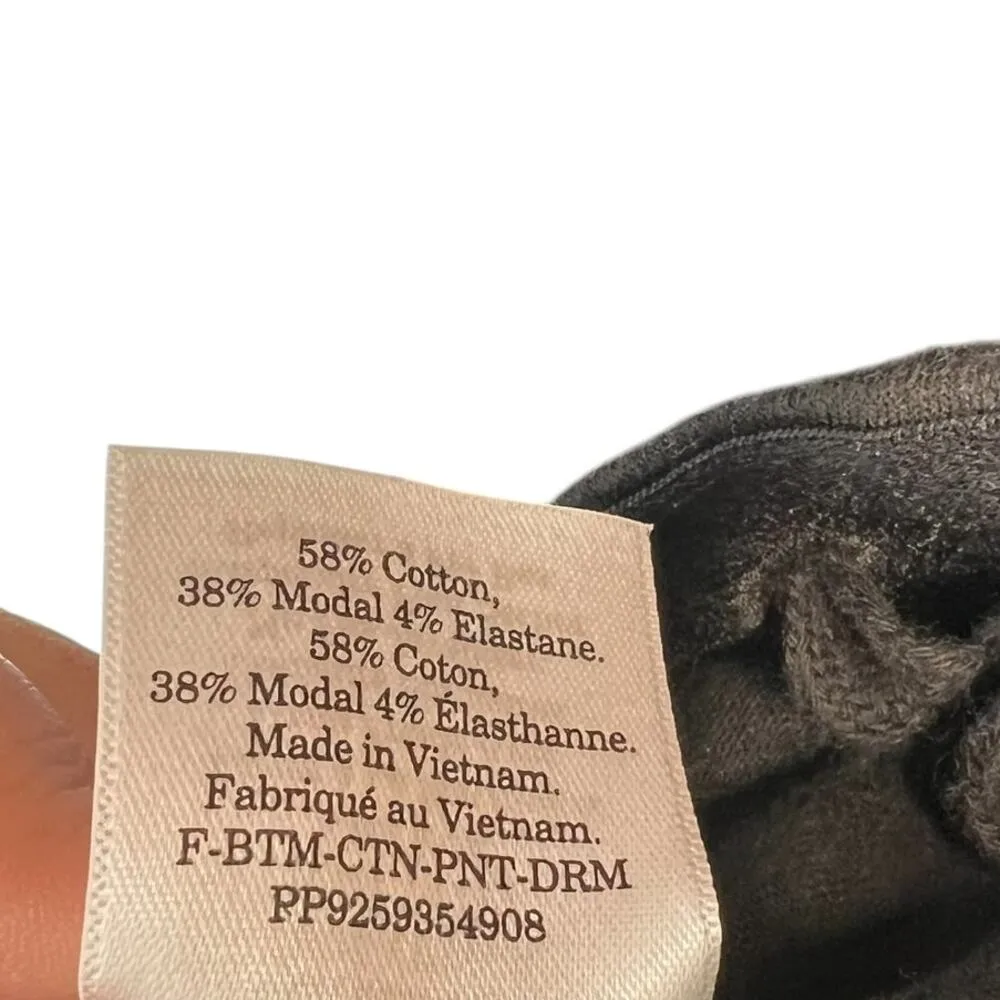 58% Cotton,
38% Modal 4% Elastane.
58% Coton,
38% Modal 4% Élasthanne.
Made in Vietnam.
Fabriqué au Vietnam.
F-BTM-CTN-PNT-DRM
PP9259354908